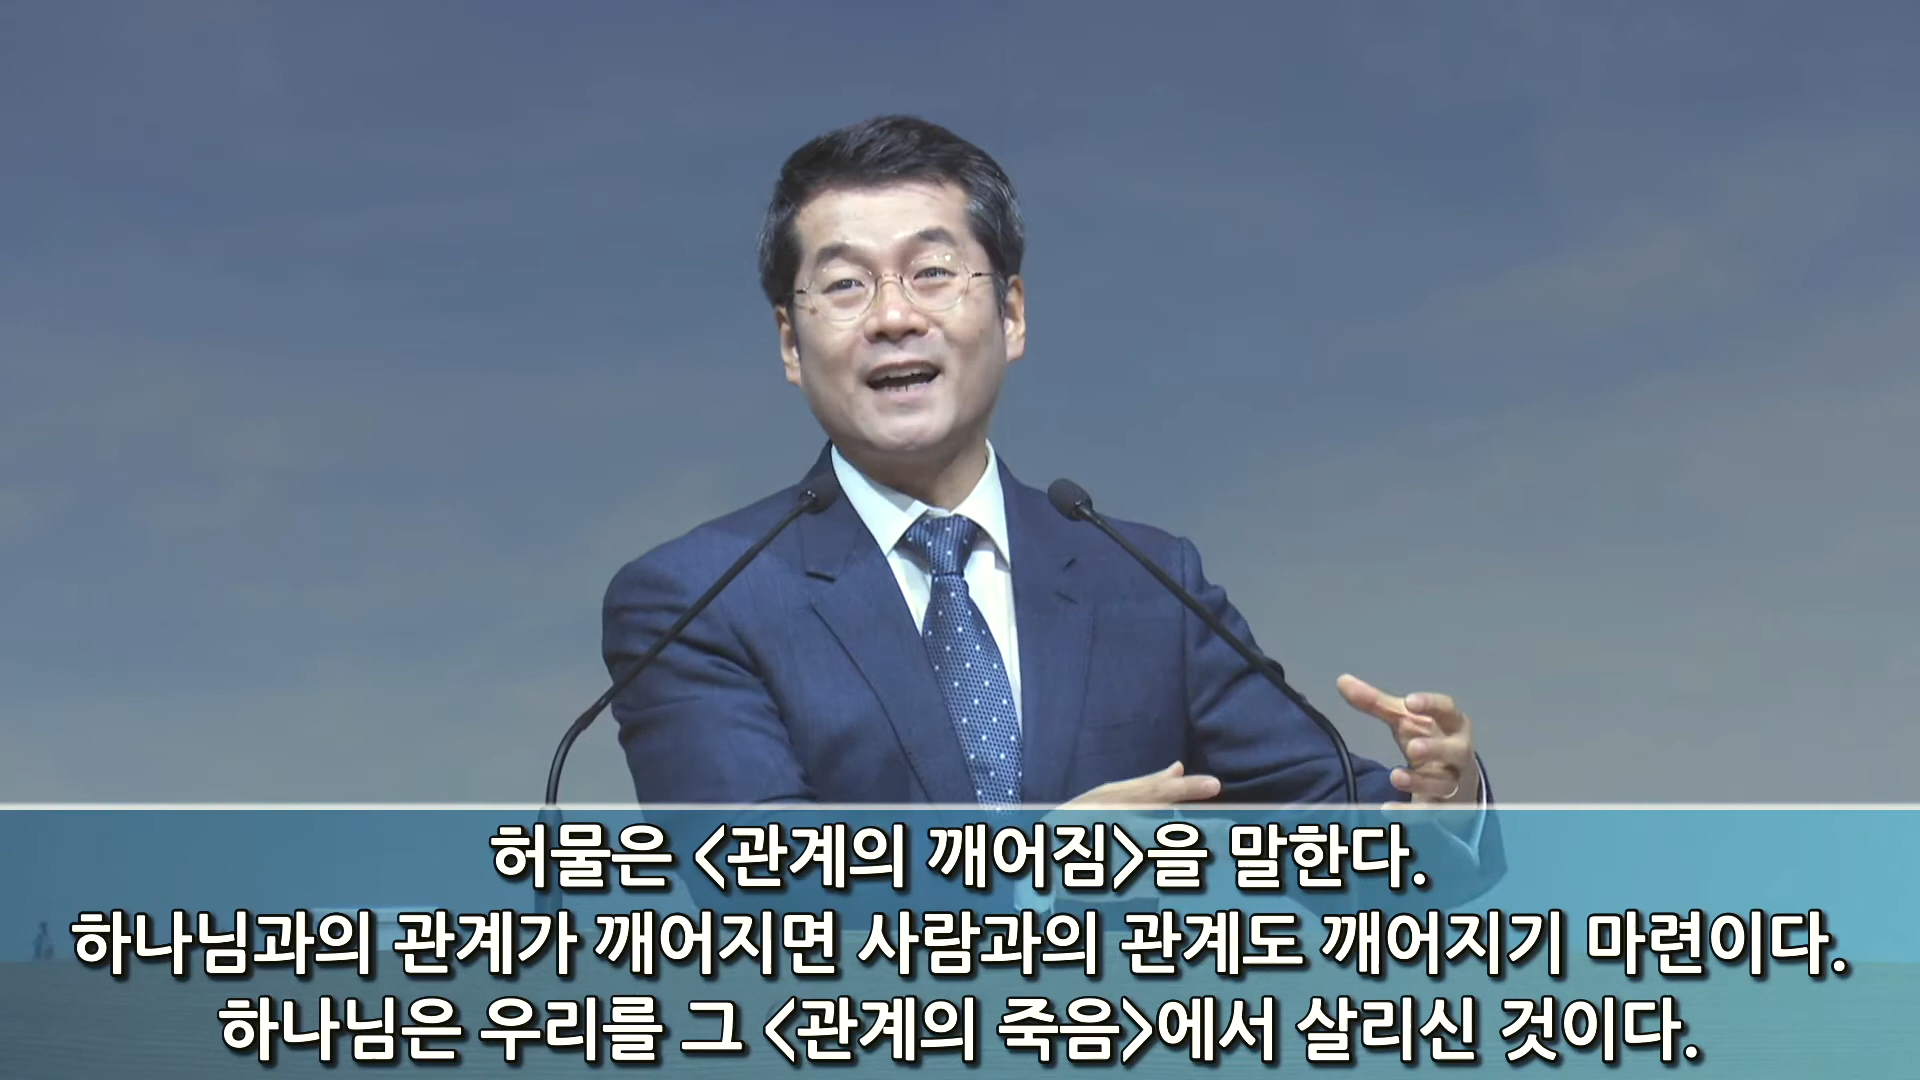 허물은 <관계의 깨어짐>을 말한다.
하나님과의 관계가 깨어지면 사람과의 관계도 깨어지기 마련이다.
하나님은 우리를 그 <관계의 죽음>에서 살리신 것이다.